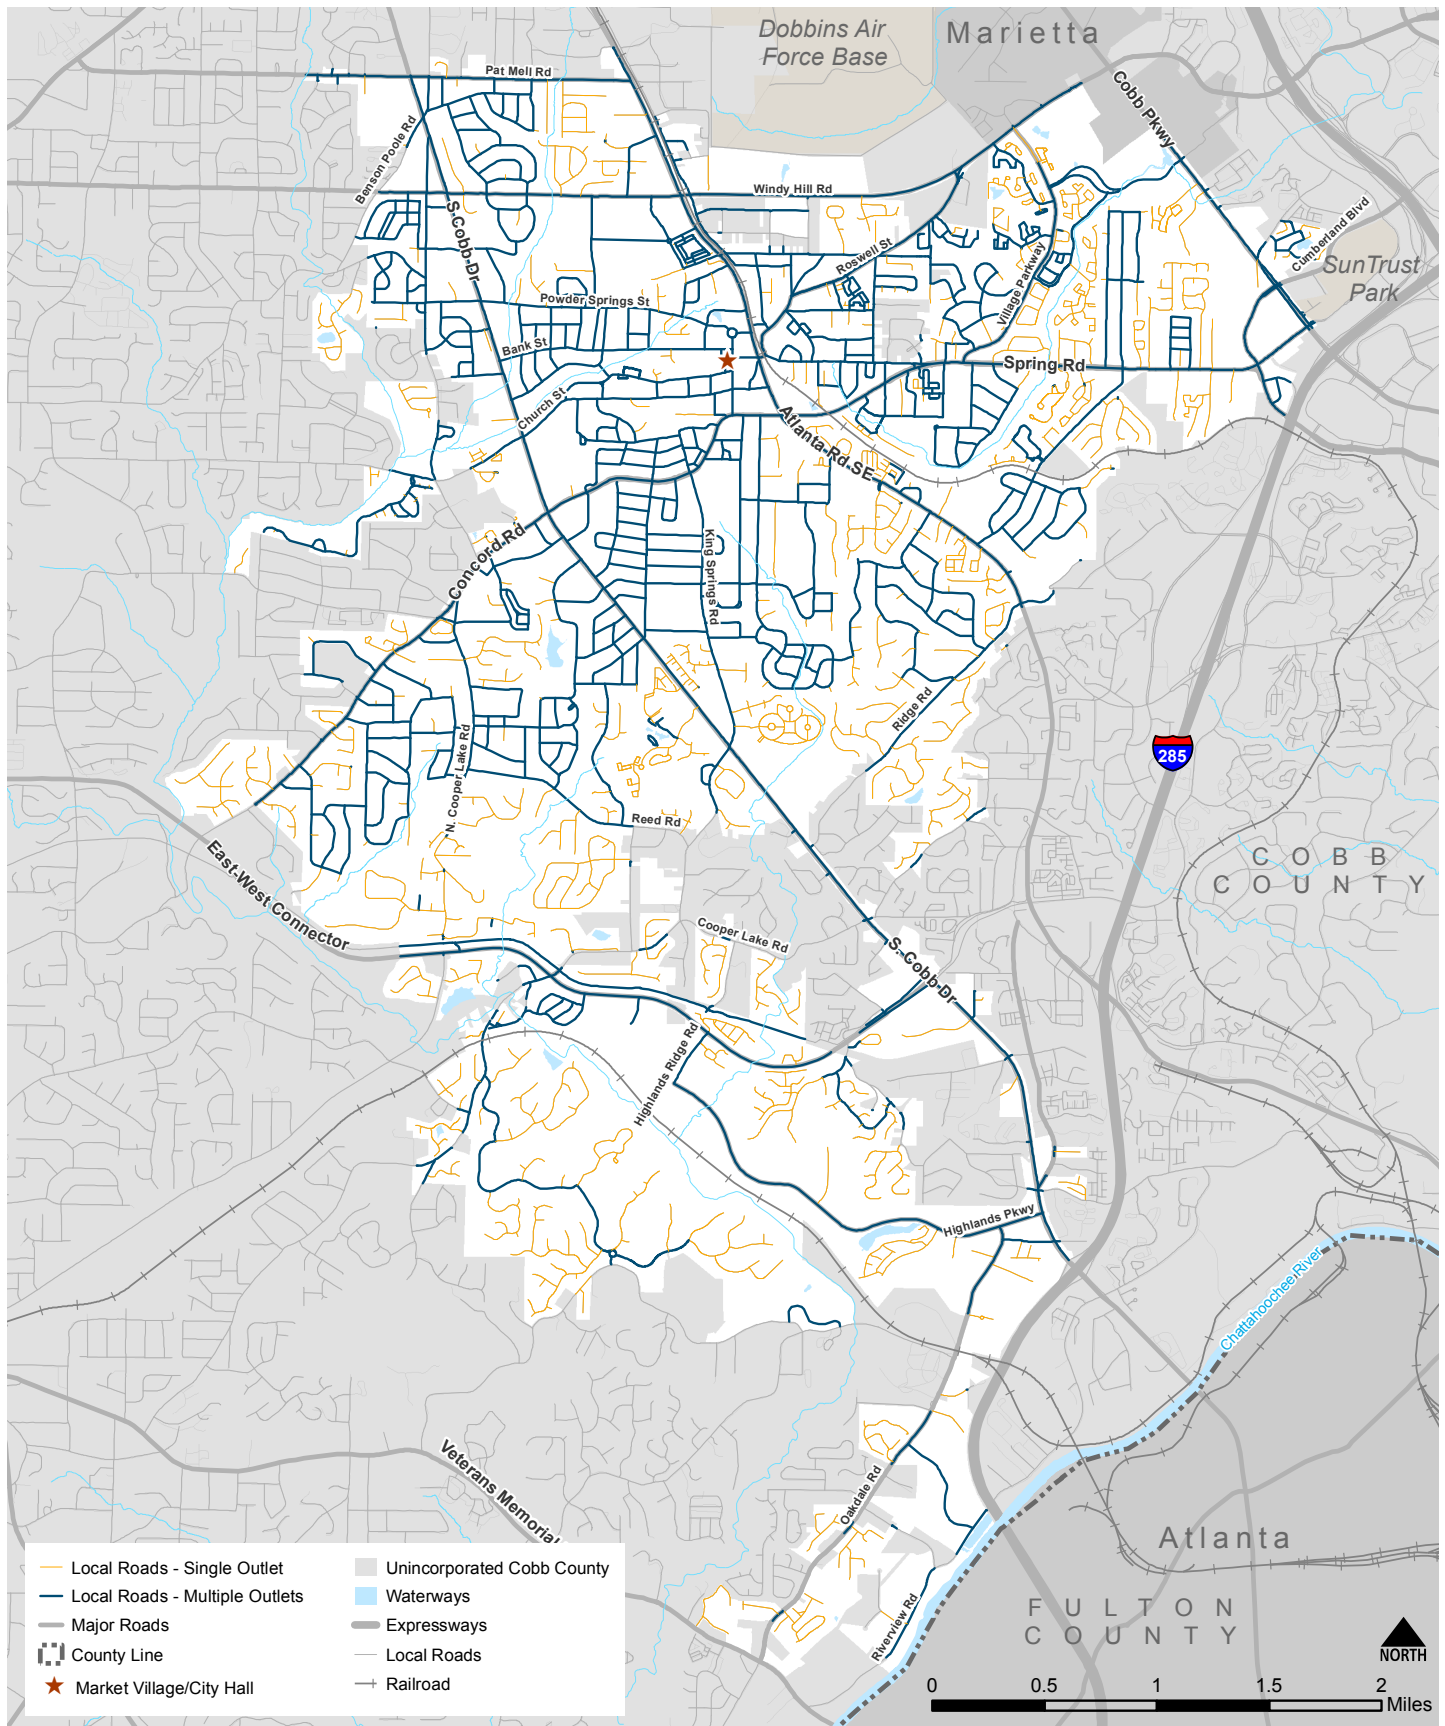 Dobbins Air
Force Base
Marietta
Pat Mell Rd
Cobb Pkwy
Benson Poole Rd
Windy Hill Rd
S Cobb Dr
Roswell St
Cumberland Blvd
SunTrust
Park
Village Parkway
Powder Springs St
Bank St
Spring Rd
Church St
Atlanta Rd SE
Concord Rd
King Springs Rd
Ridge Rd
N. Cooper Lake Rd
285
Reed Rd
East-West Connector
COBB
COUNTY
Cooper Lake Rd
S. Cobb Dr
Highlands Ridge Rd
Highlands Pkwy
Chattahoochee River
Veterans Memorial
Oakdale Rd
Atlanta
Riverview Rd
FULTON
COUNTY
NORTH
Local Roads - Single Outlet
Local Roads - Multiple Outlets
Major Roads
County Line
Market Village/City Hall
Unincorporated Cobb County
Waterways
Expressways
Local Roads
Railroad
0 0.5 1 1.5 2
Miles